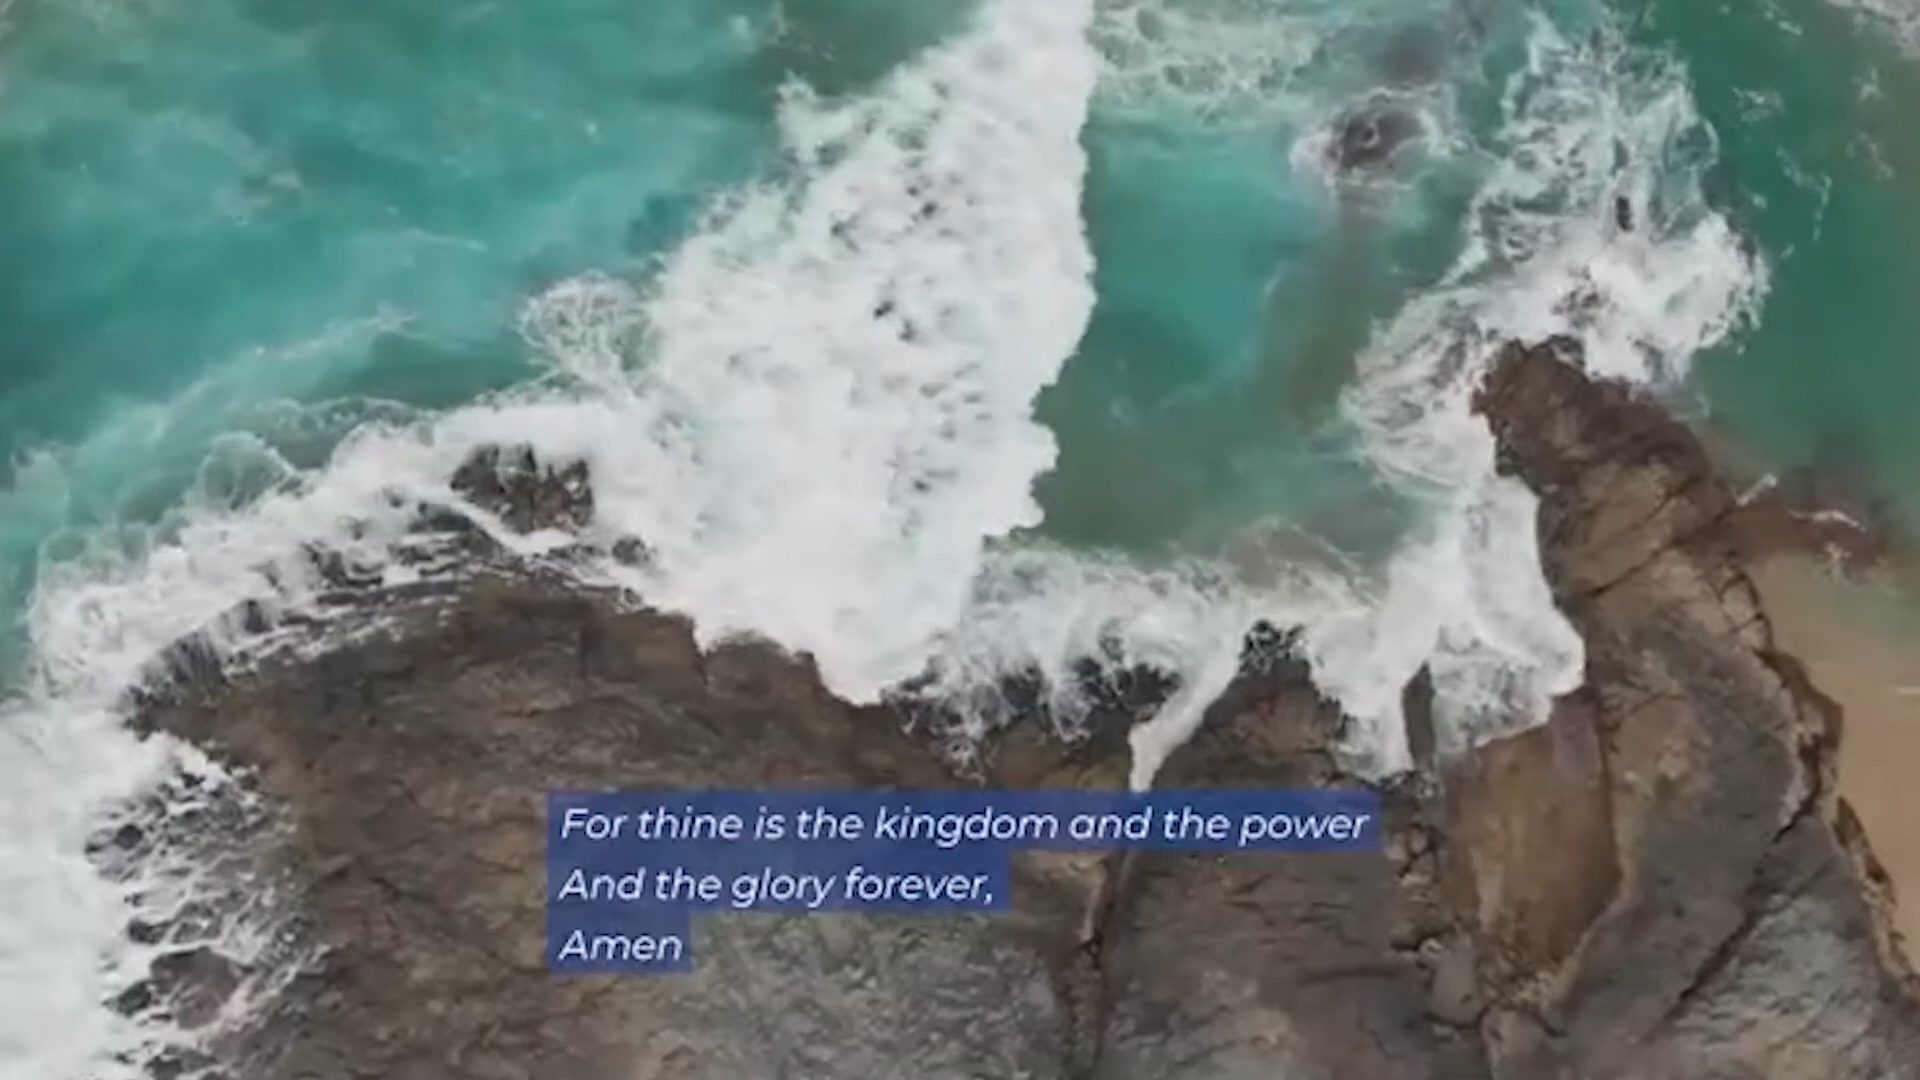 For thine is the kingdom and the power
And the glory forever,
Amen